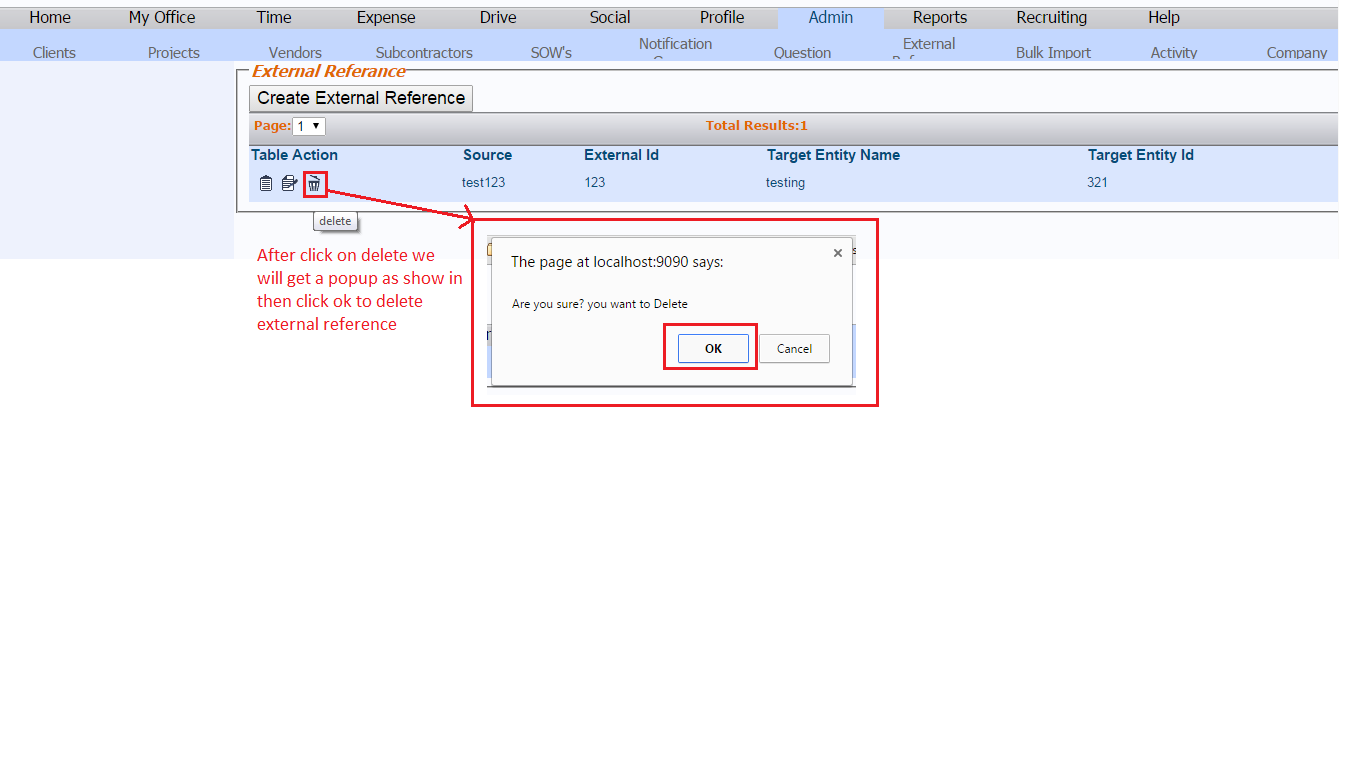 Home My Office Time Expense Drive Social Profile Admin Reports Recruiting Help
Clients Projects Vendors Subcontractors SOW's Notification Question External Bulk Import Activity Company
External Referance
Create External Reference
Page: 1 Total Results:1
Table Action Source External Id Target Entity Name Target Entity Id
test123 123 testing 321
delete
After click on delete we
will get a popup as show in
then click ok to delete
external reference
The page at localhost:9090 says:
Are you sure? you want to Delete
OK Cancel